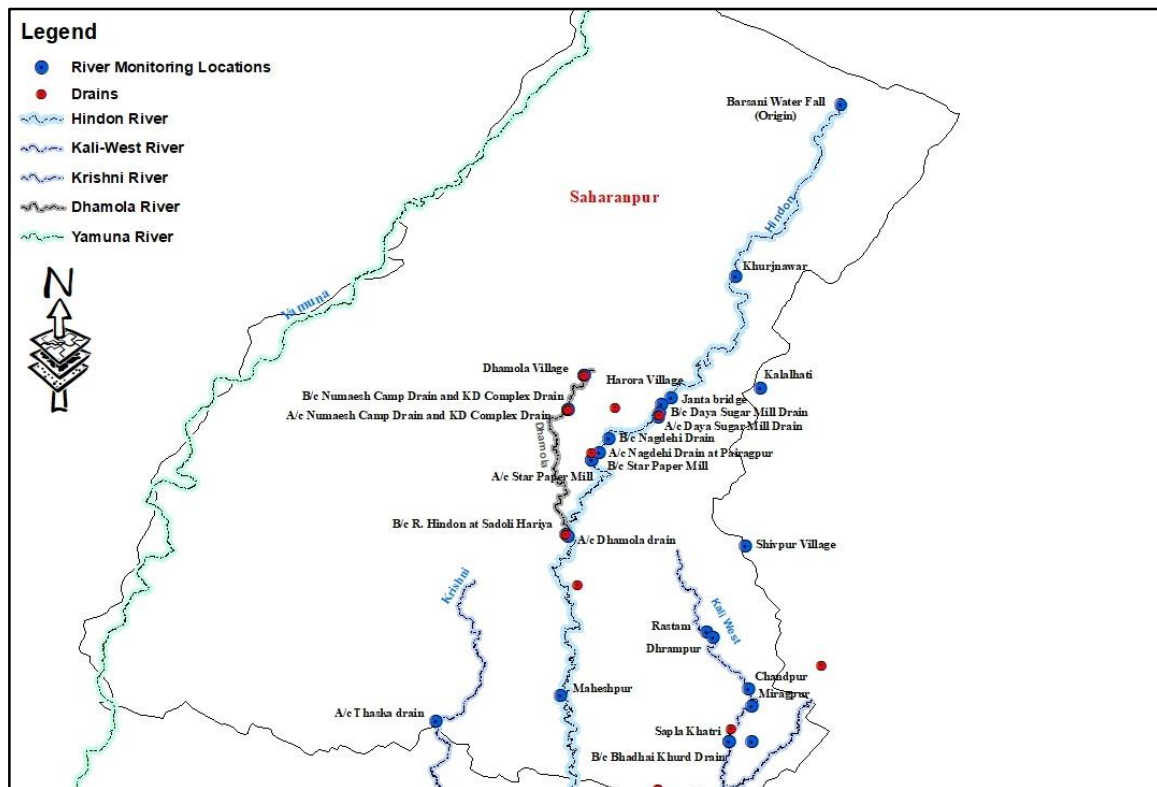 Legend
River Monitoring Locations
Drains
Hindon River
Kali-West River
Krishni River
Dhamola River
Yamuna River
N
Barsani Water Fall
(Origin)
Saharanpur
Hindon
Khurjnawar
Yamuna
Dhamola Village
Harora Village
Kalalhati
B/c Numaesh Camp Drain and KD Complex Drain
Janta bridge
A/c Numaesh Camp Drain and KD Complex Drain
B/c Daya Sugar Mill Drain
A/c Daya Sugar Mill Drain
Dhamola
B/c Nagdehi Drain
A/c Nagdehi Drain at Pairagpur
B/c Star Paper Mill
A/c Star Paper Mill
B/c R. Hindon at Sadoli Hariya
A/c Dhamola drain
Shivpur Village
Krishni
Kali West
Rastam
Dhrampur
Chandpur
Maheshpur
Miragpur
A/c Thaska drain
Sapla Khatri
B/c Bhadhai Khurd Drain